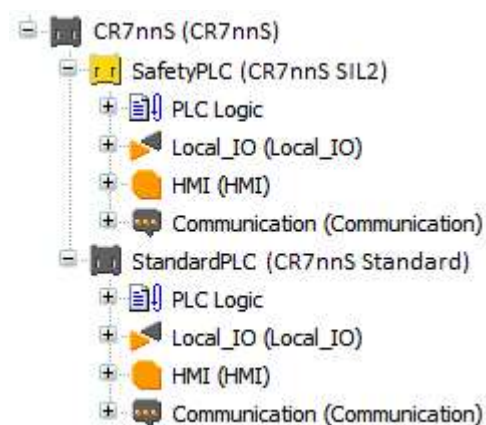 CR7nnS (CR7nnS)
SafetyPLC (CR7nnS SIL2)
PLC Logic
Local_IO (Local_IO)
HMI (HMI)
Communication (Communication)
StandardPLC (CR7nnS Standard)
PLC Logic
Local_IO (Local_IO)
HMI (HMI)
Communication (Communication)